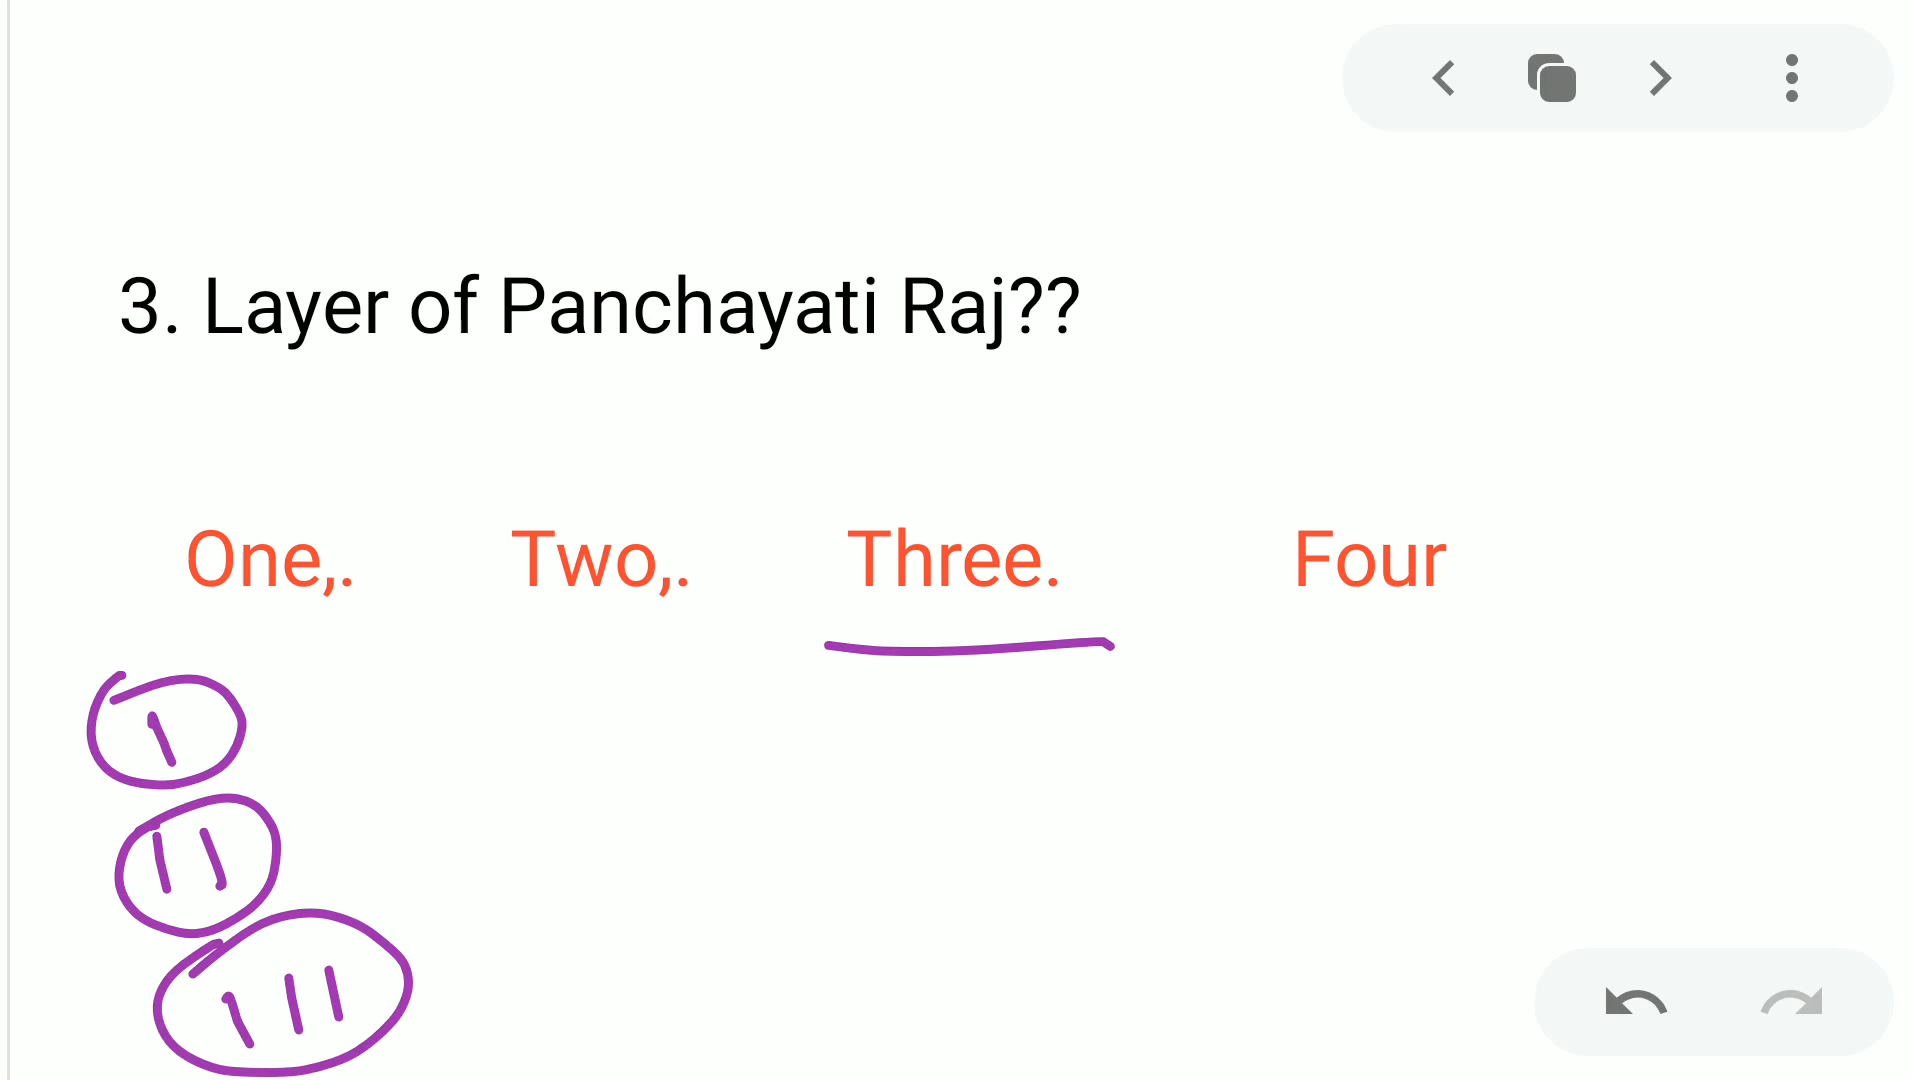 3. Layer of Panchayati Raj??
One,. Two,. Three. Four
I
II
III